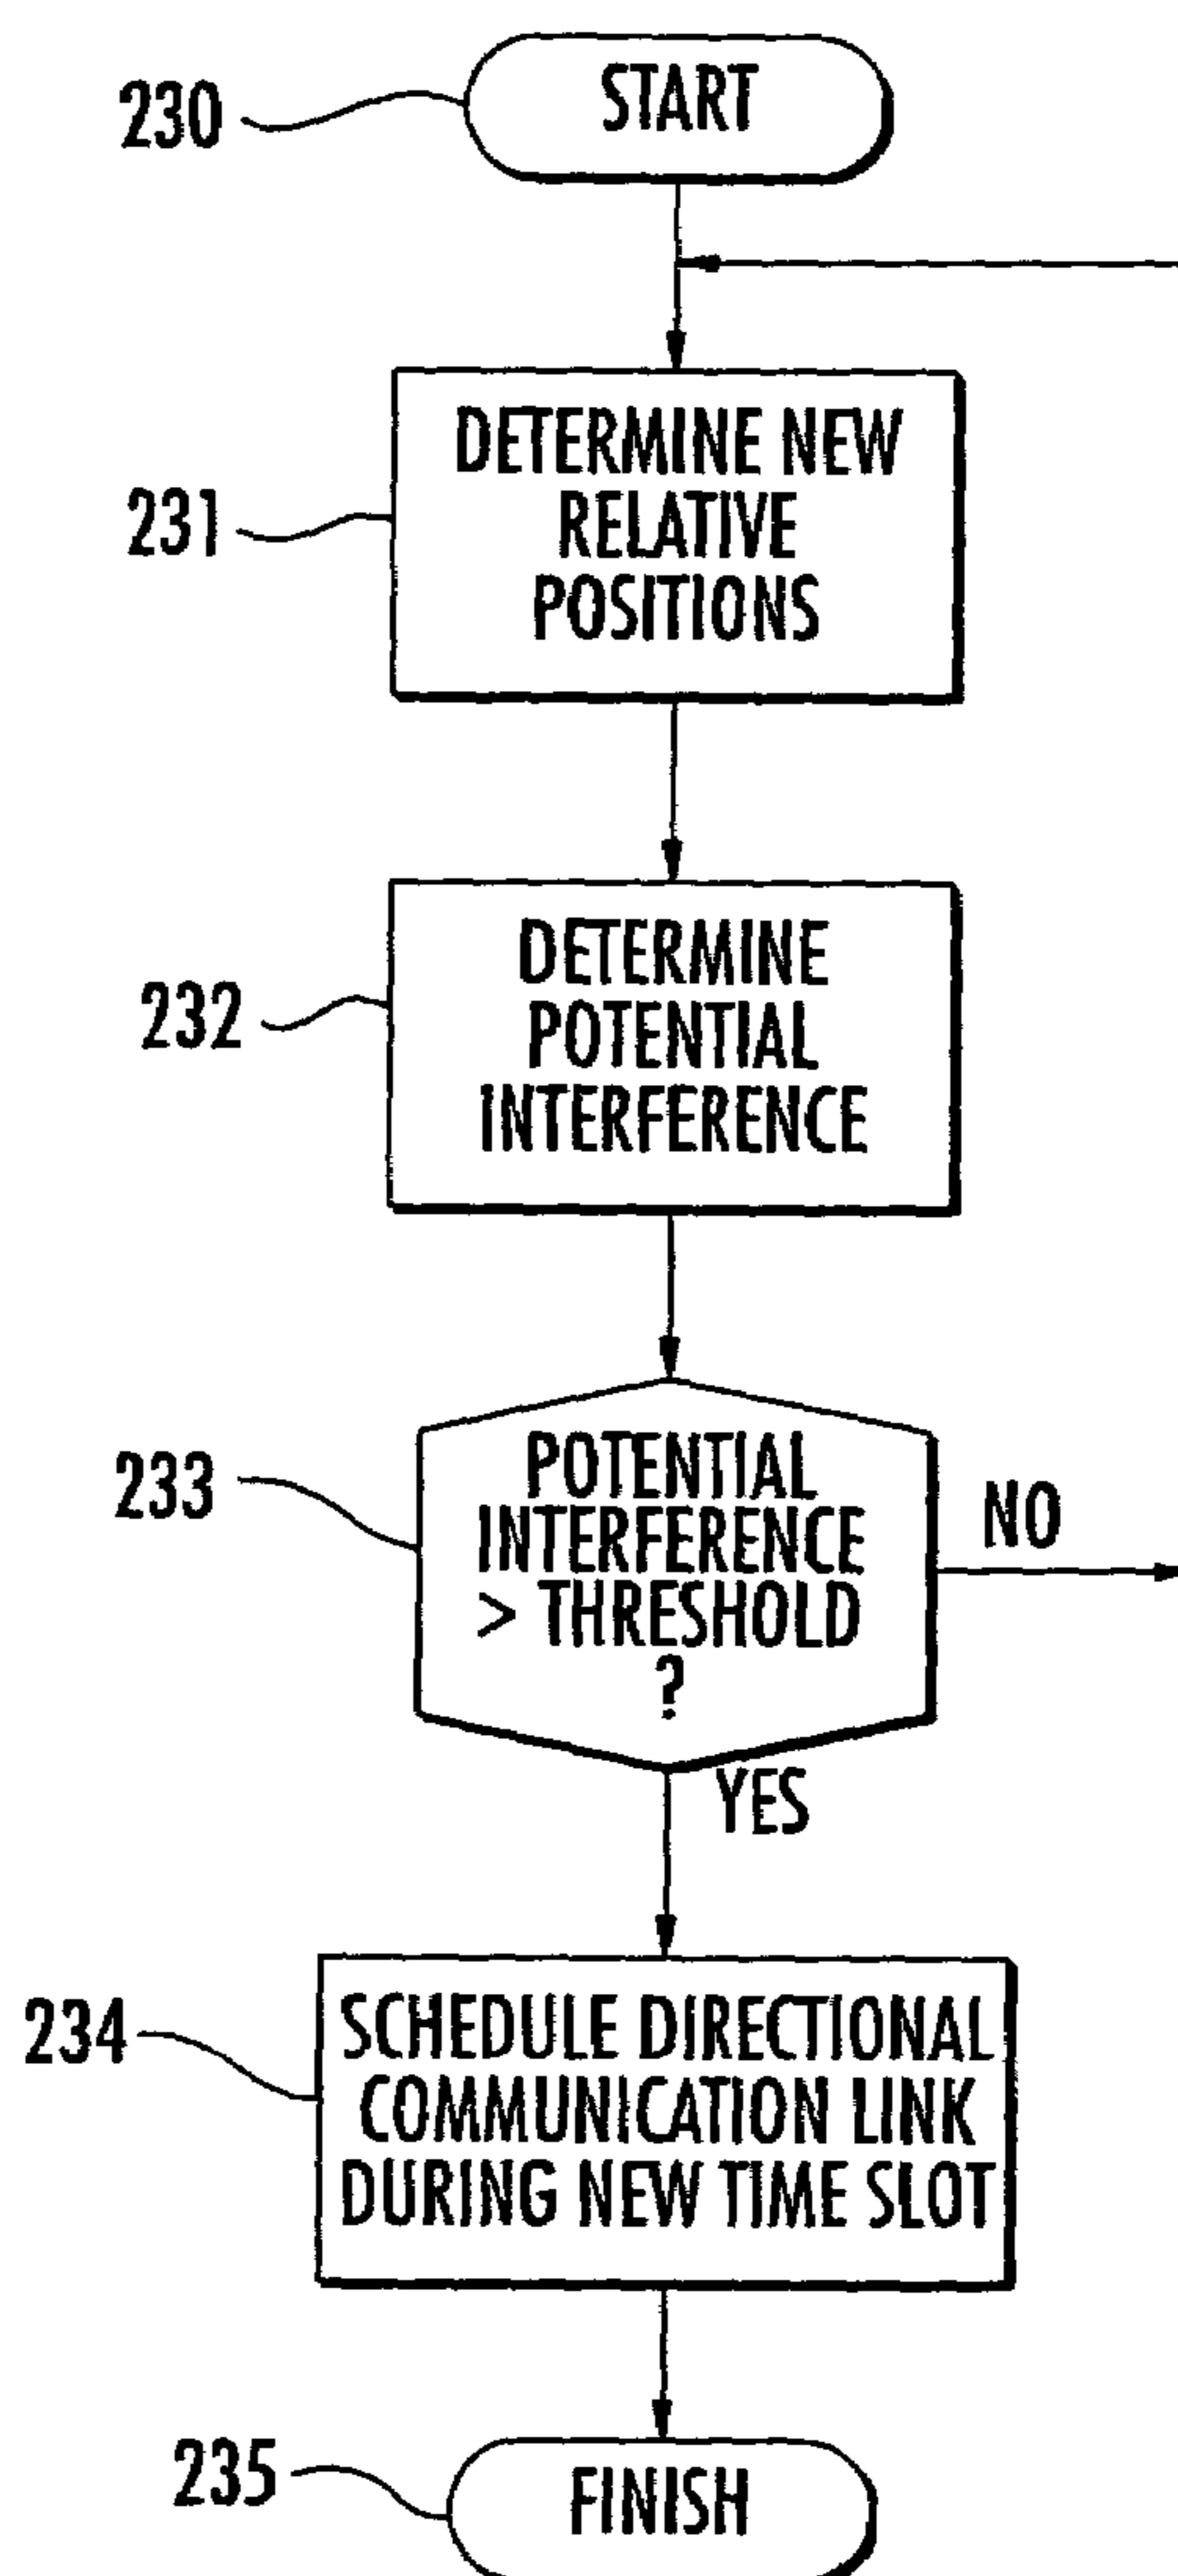 230
START
231
DETERMINE NEW
RELATIVE
POSITIONS
232
DETERMINE
POTENTIAL
INTERFERENCE
233
POTENTIAL
INTERFERENCE
> THRESHOLD
?
NO
YES
234
SCHEDULE DIRECTIONAL
COMMUNICATION LINK
DURING NEW TIME SLOT
235
FINISH